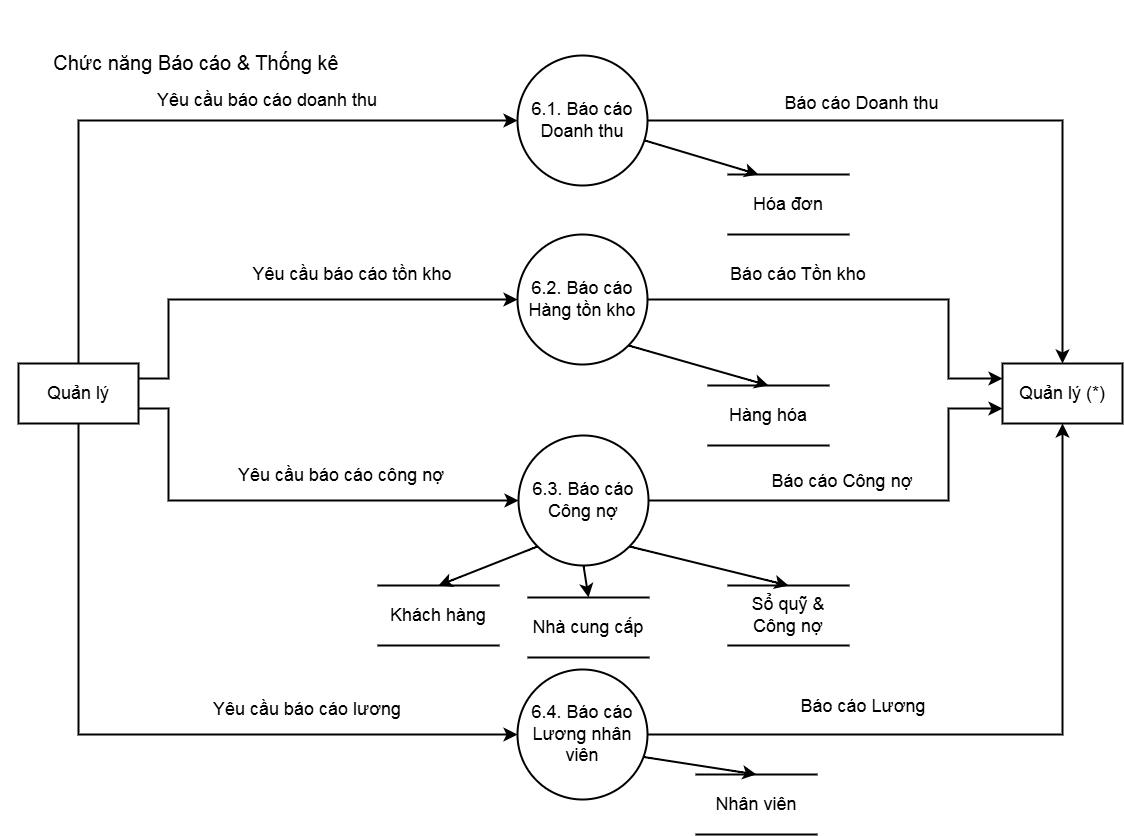 Chức năng Báo cáo & Thống kê
Yêu cầu báo cáo doanh thu
6.1. Báo cáo
Doanh thu
Báo cáo Doanh thu
Hóa đơn
Yêu cầu báo cáo tồn kho
6.2. Báo cáo
Hàng tồn kho
Báo cáo Tồn kho
Quản lý
Quản lý (*)
Hàng hóa
Yêu cầu báo cáo công nợ
6.3. Báo cáo
Công nợ
Báo cáo Công nợ
Khách hàng
Nhà cung cấp
Sổ quỹ &
Công nợ
Yêu cầu báo cáo lương
6.4. Báo cáo
Lương nhân
viên
Báo cáo Lương
Nhân viên